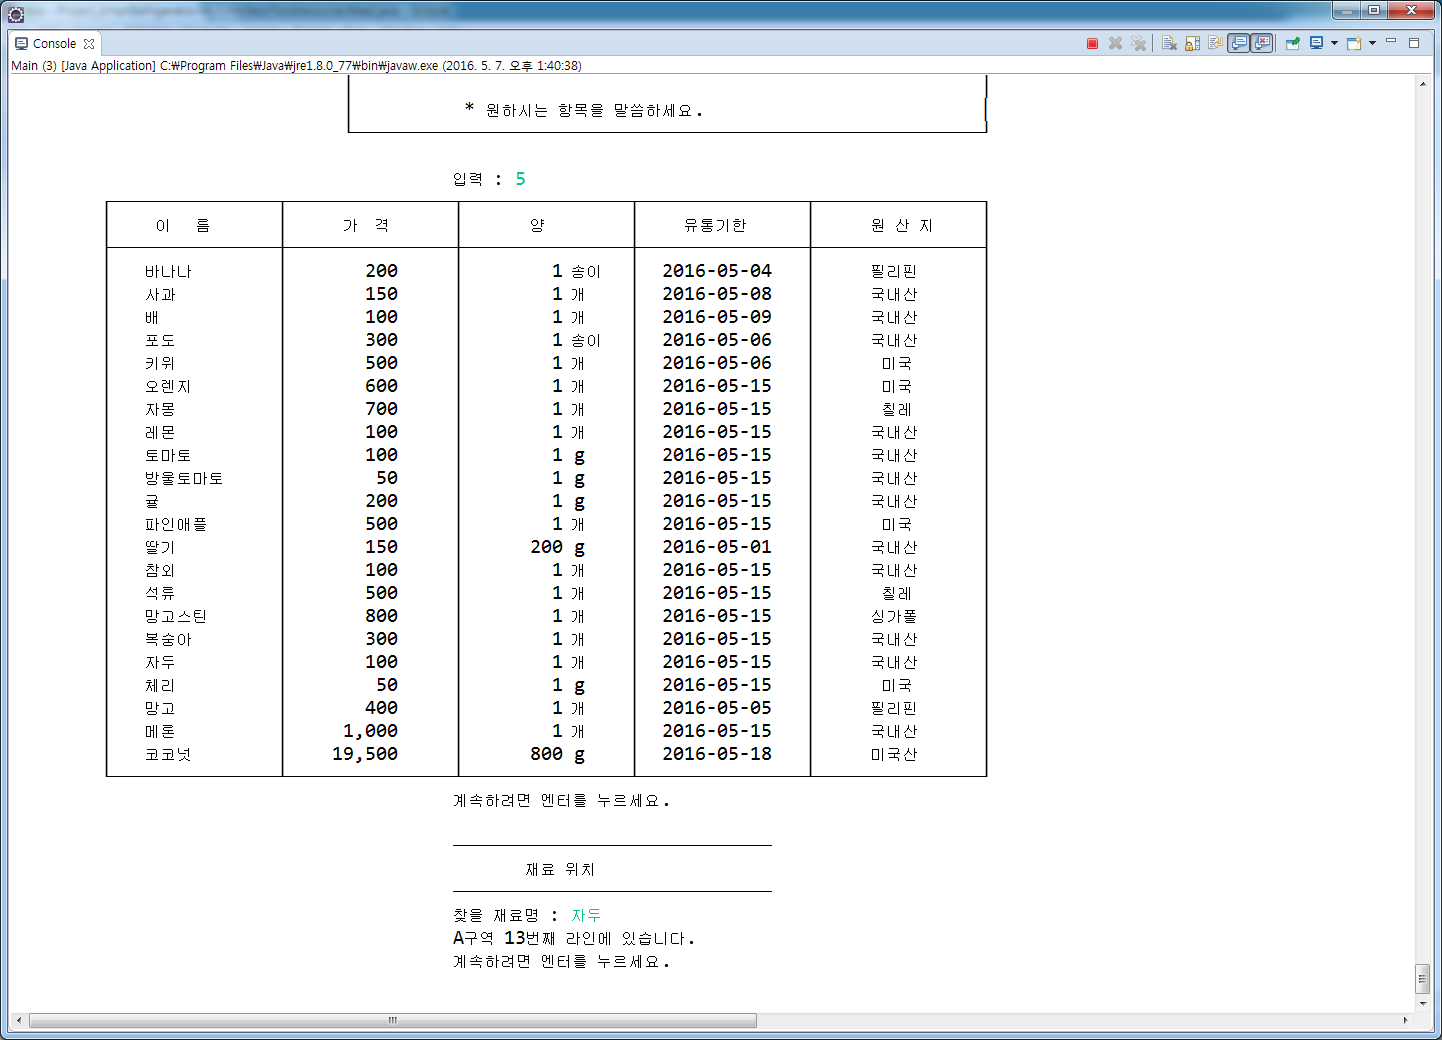 Console
Main (3) [Java Application] C:₩Program Files₩Java₩jre1.8.0_77₩bin₩javaw.exe (2016. 5. 7. 오후 1:40:38)
* 원하시는 항목을 말씀하세요.
입력 : 5
이 름 가 격 양 유통기한 원 산 지
바나나 200 1 송이 2016-05-04 필리핀
사과 150 1 개 2016-05-08 국내산
배 100 1 개 2016-05-09 국내산
포도 300 1 송이 2016-05-06 국내산
키위 500 1 개 2016-05-06 미국
오렌지 600 1 개 2016-05-15 미국
자몽 700 1 개 2016-05-15 칠레
레몬 100 1 개 2016-05-15 국내산
토마토 100 1 g 2016-05-15 국내산
방울토마토 50 1 g 2016-05-15 국내산
귤 200 1 g 2016-05-15 국내산
파인애플 500 1 개 2016-05-15 미국
딸기 150 200 g 2016-05-01 국내산
참외 100 1 개 2016-05-15 국내산
석류 500 1 개 2016-05-15 칠레
망고스틴 800 1 개 2016-05-15 싱가폴
복숭아 300 1 개 2016-05-15 국내산
자두 100 1 개 2016-05-15 국내산
체리 50 1 g 2016-05-15 미국
망고 400 1 개 2016-05-05 필리핀
메론 1,000 1 개 2016-05-15 국내산
코코넛 19,500 800 g 2016-05-18 미국산
계속하려면 엔터를 누르세요.
재료 위치
찾을 재료명 : 자두
A구역 13번째 라인에 있습니다.
계속하려면 엔터를 누르세요.